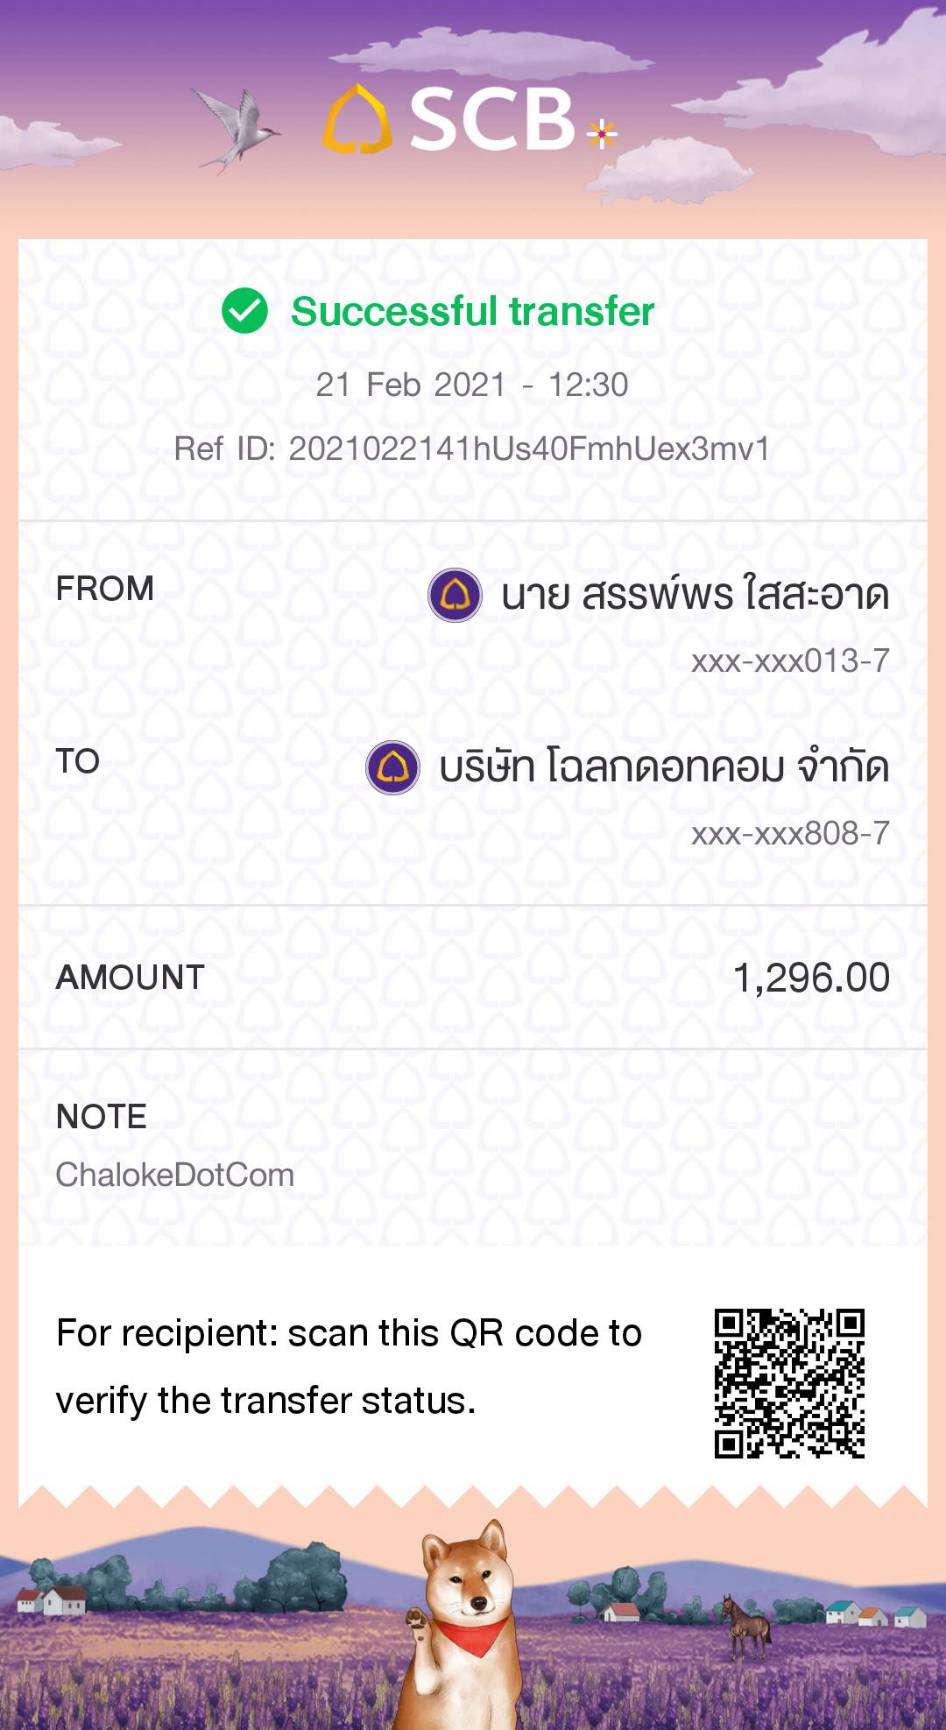 SCB
Successful transfer
21 Feb 2021 - 12:30
Ref ID: 2021022141hUs40FmhUex3mv1
FROM
นาย สรรพ์พร ใสสะอาด
xxx-xxx013-7
TO
บริษัท โฉลกดอทคอม จำกัด
xxx-xxx808-7
AMOUNT
1,296.00
NOTE
ChalokeDotCom
For recipient: scan this QR code to
verify the transfer status.